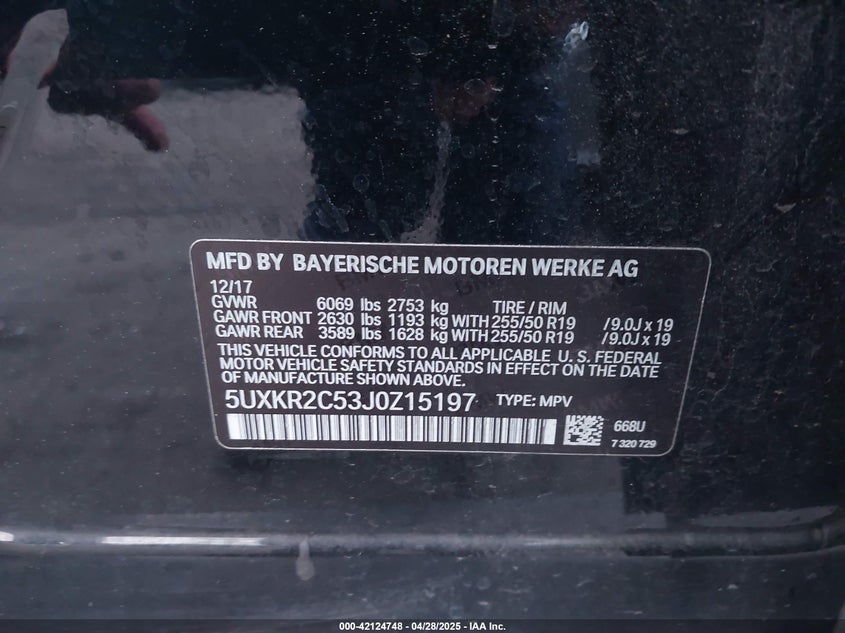 MFD BY BAYERISCHE MOTOREN WERKE AG
12/17
GVWR 6069 lbs 2753 kg TIRE / RIM
GAWR FRONT 2630 lbs 1193 kg WITH 255/50 R19 /9.0J x 19
GAWR REAR 3589 lbs 1628 kg WITH 255/50 R19 /9.0J x 19
THIS VEHICLE CONFORMS TO ALL APPLICABLE U. S. FEDERAL
MOTOR VEHICLE SAFETY STANDARDS IN EFFECT ON THE DATE
OF MANUFACTURE SHOWN ABOVE.
5UXKR2C53J0Z15197 TYPE: MPV
668U
7 320 729
000-42124748 - 04/28/2025 - IAA Inc.